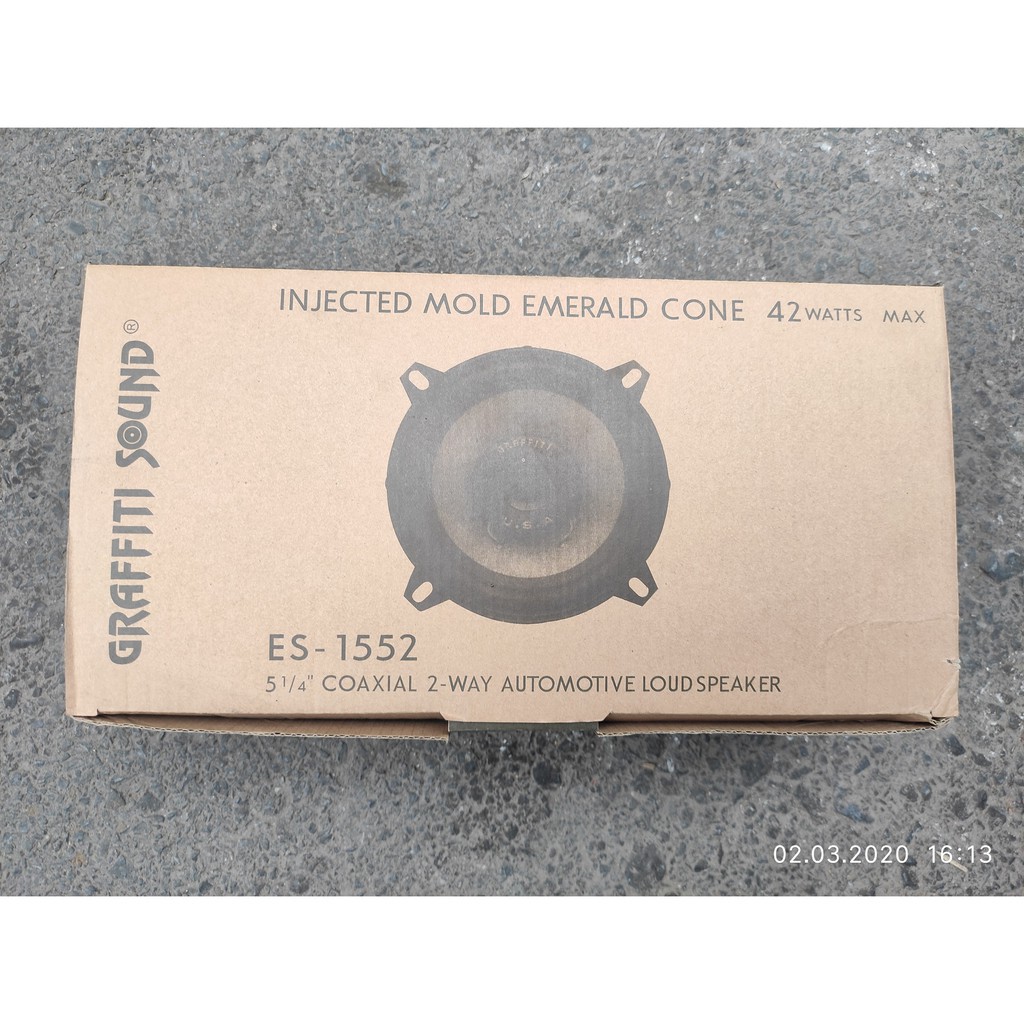 INJECTED MOLD EMERALD CONE 42 WATTS MAX
GRAFFITI SOUND®
GRAFFITI
U.S.A
ES-1552
5 1/4" COAXIAL 2-WAY AUTOMOTIVE LOUDSPEAKER
02.03.2020 16:13